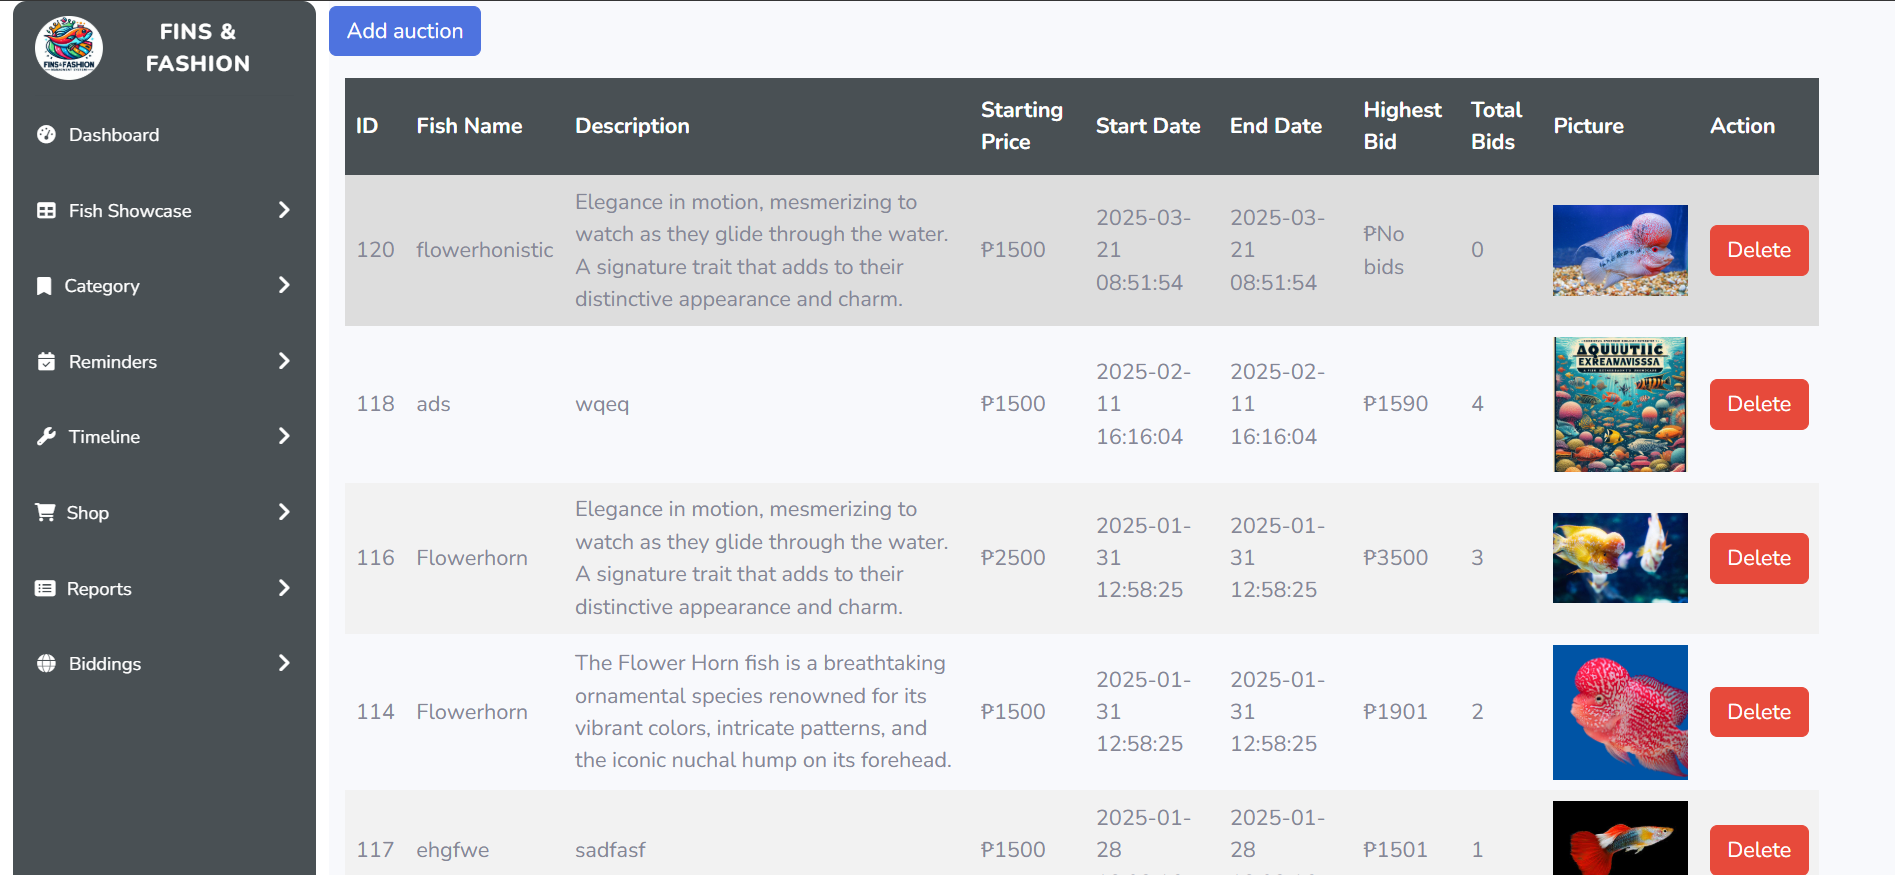 FINS &
FASHION
FINS&FASHION
Dashboard
Fish Showcase
Category
Reminders
Timeline
Shop
Reports
Biddings
Add auction
ID Fish Name Description Starting Price Start Date End Date Highest Bid Total Bids Picture Action
120 flowerhonistic
Elegance in motion, mesmerizing to
watch as they glide through the water.
A signature trait that adds to their
distinctive appearance and charm.
₱1500
2025-03-
21
08:51:54
2025-03-
21
08:51:54
₱No
bids
0
Delete
118 ads wqeq ₱1500
2025-02-
11
16:16:04
2025-02-
11
16:16:04
₱1590 4
AQUUUTIIC
EXREANAVISSSA
Delete
116 Flowerhorn
Elegance in motion, mesmerizing to
watch as they glide through the water.
A signature trait that adds to their
distinctive appearance and charm.
₱2500
2025-01-
31
12:58:25
2025-01-
31
12:58:25
₱3500 3
Delete
114 Flowerhorn
The Flower Horn fish is a breathtaking
ornamental species renowned for its
vibrant colors, intricate patterns, and
the iconic nuchal hump on its forehead.
₱1500
2025-01-
31
12:58:25
2025-01-
31
12:58:25
₱1901 2
Delete
117 ehgfwe sadfasf ₱1500
2025-01-
28
2025-01-
28
₱1501 1
Delete